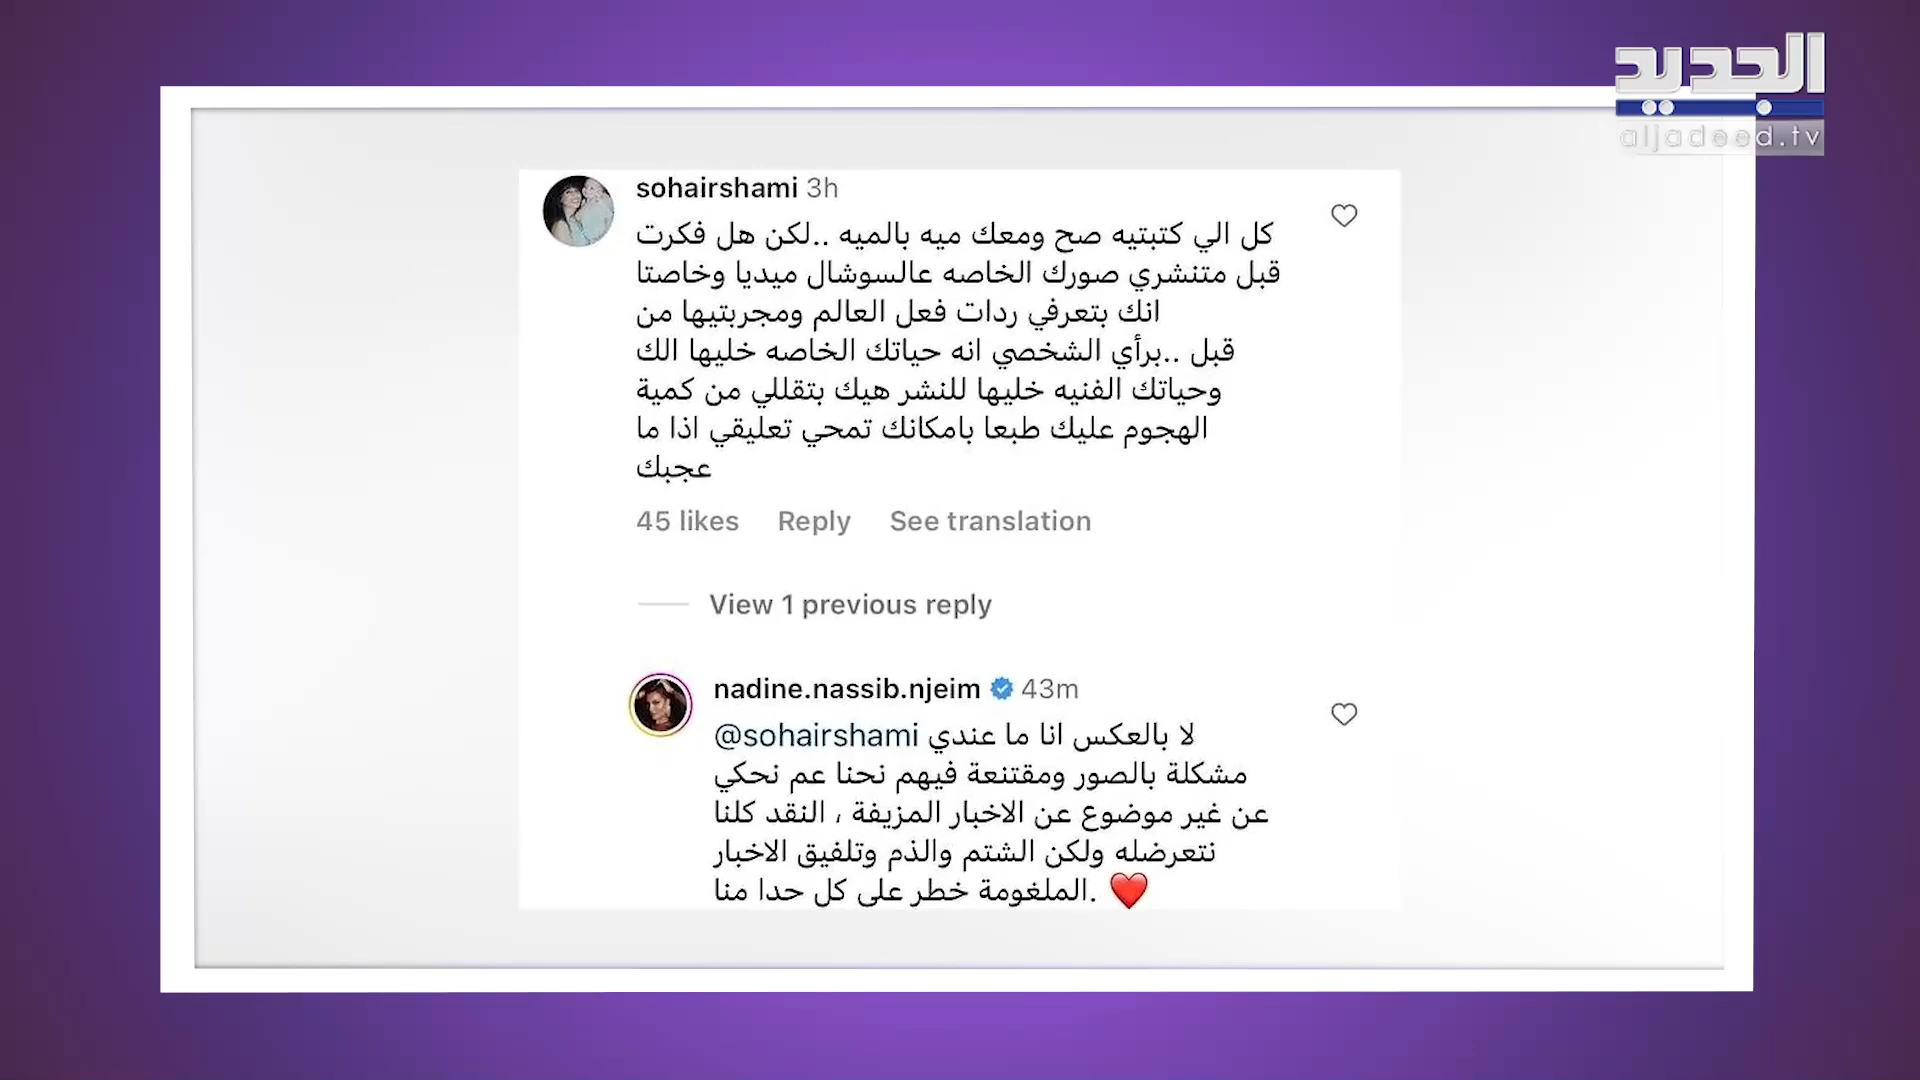 الجديد
aljadeed.tv
sohairshami 3h
كل الي كتبتيه صح ومعك ميه بالميه ..لكن هل فكرت
قبل متنشري صورك الخاصه عالسوشال ميديا وخاصتا
انك بتعرفي ردات فعل العالم ومجربتيها من
قبل ..برأي الشخصي انه حياتك الخاصه خليها الك
وحياتك الفنيه خليها للنشر هيك بتقللي من كمية
الهجوم عليك طبعا بامكانك تمحي تعليقي اذا ما
عجبك
45 likes Reply See translation
View 1 previous reply
nadine.nassib.njeim 43m
@sohairshami لا بالعكس انا ما عندي
مشكلة بالصور ومقتنعة فيهم نحنا عم نحكي
عن غير موضوع عن الاخبار المزيفة ، النقد كلنا
نتعرضله ولكن الشتم والذم وتلفيق الاخبار
الملغومة خطر على كل حدا منا. ❤️